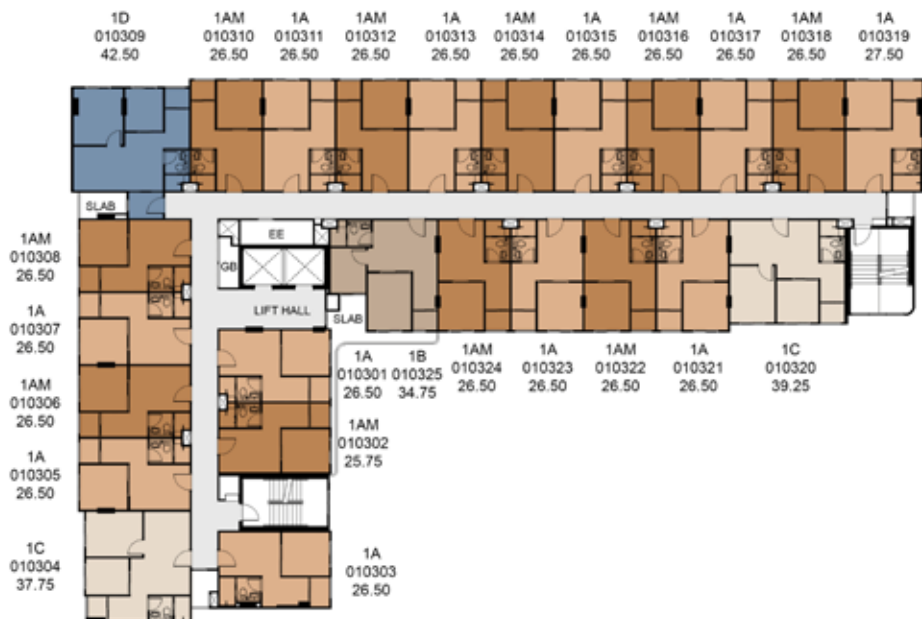 1D
010309
42.50
1AM
010310
26.50
1A
010311
26.50
1AM
010312
26.50
1A
010313
26.50
1AM
010314
26.50
1A
010315
26.50
1AM
010316
26.50
1A
010317
26.50
1AM
010318
26.50
1A
010319
27.50
SLAB
EE
GB
LIFT HALL
SLAB
1AM
010308
26.50
1A
010307
26.50
1AM
010306
26.50
1A
010305
26.50
1C
010304
37.75
1A
010301
26.50
1B
010325
34.75
1AM
010324
26.50
1A
010323
26.50
1AM
010322
26.50
1A
010321
26.50
1C
010320
39.25
1AM
010302
25.75
1A
010303
26.50